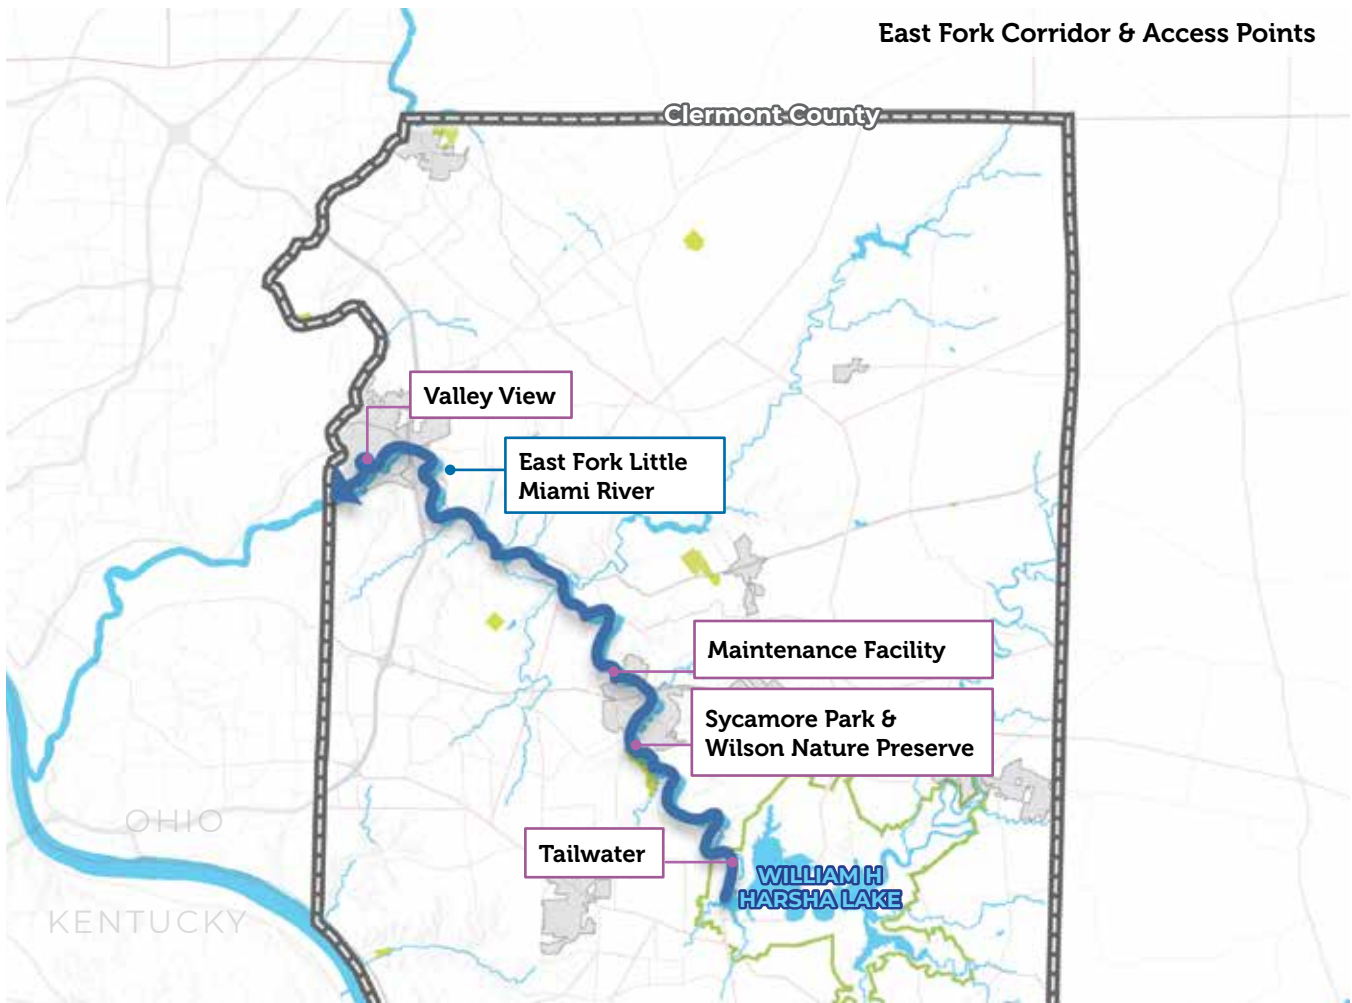 East Fork Corridor & Access Points
Clermont County
Valley View
East Fork Little
Miami River
Maintenance Facility
Sycamore Park &
Wilson Nature Preserve
Tailwater
WILLIAM H
HARSHA LAKE
OHIO
KENTUCKY